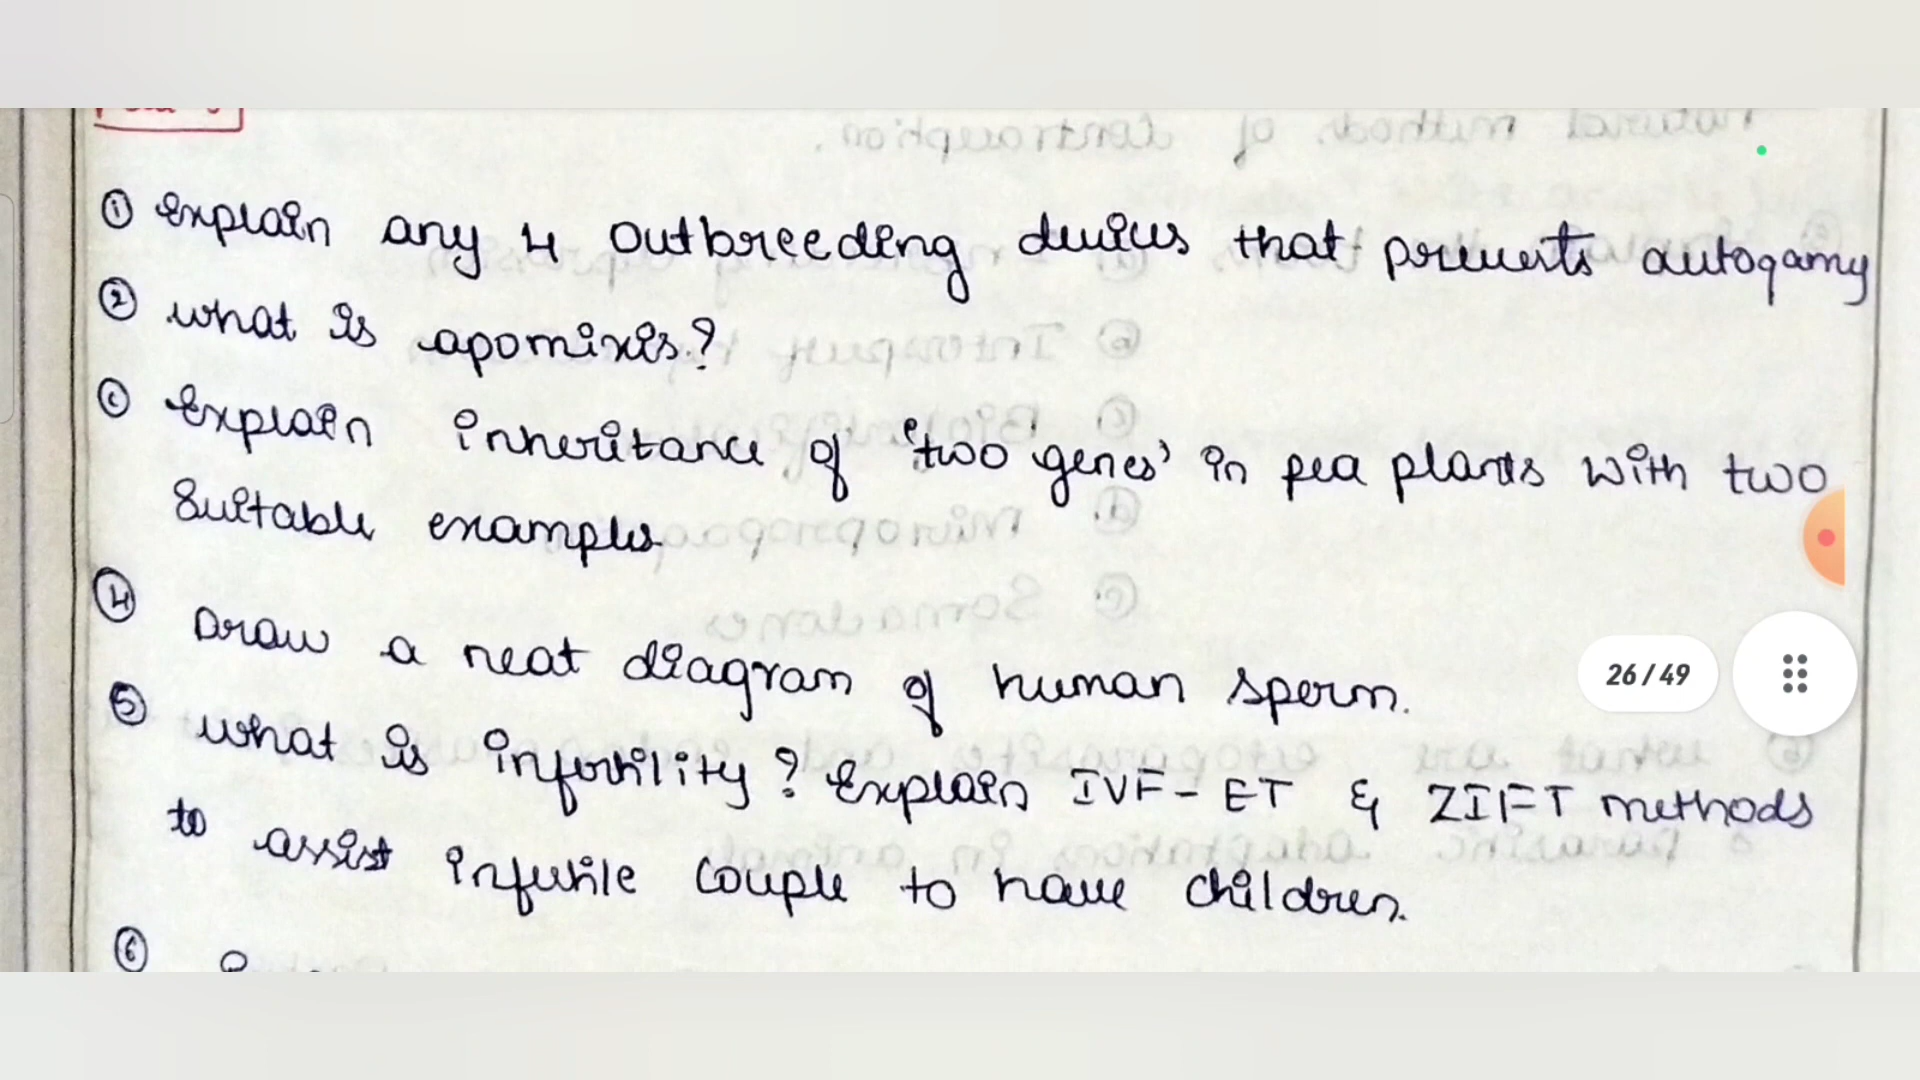 ① Explain any 4 outbreeding devices that prevents autogamy
② what is apomixis.?
© Explain inheritance of 'two genes' in pea plants with two
suitable examples
④ Draw a neat diagram of human sperm.
⑤ what is infertility? Explain IVF-ET & ZIFT methods
to assist infertile couple to have children.
26/49
⑥